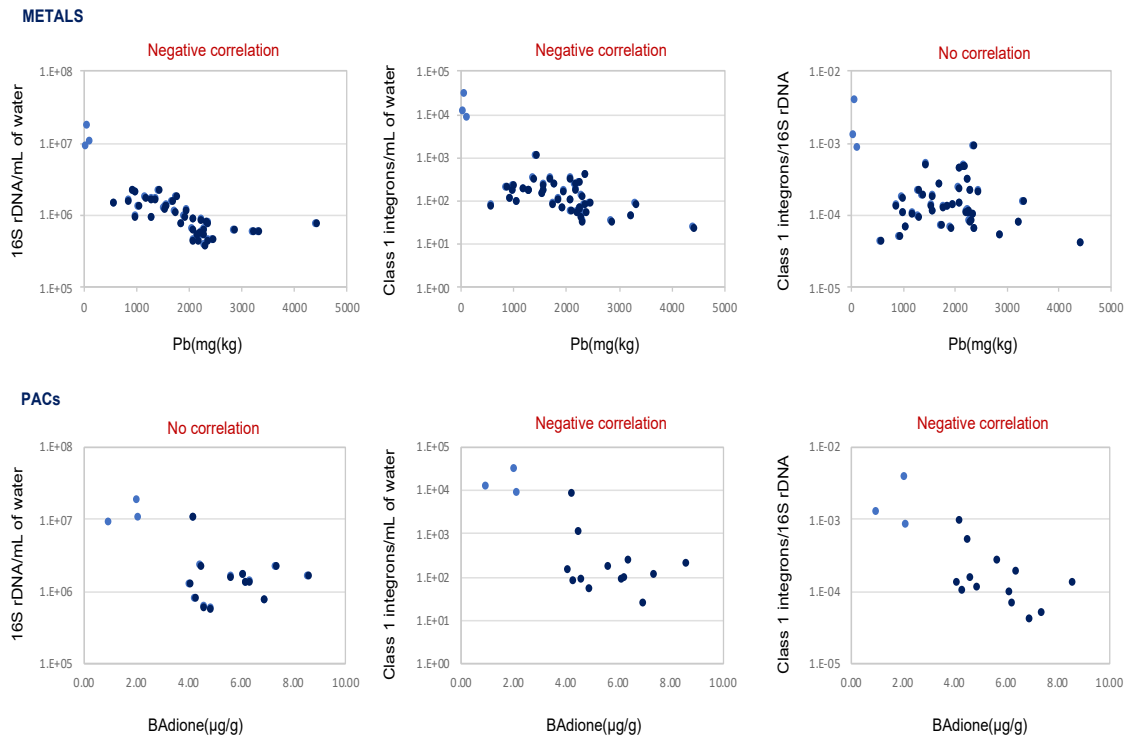 METALS
Negative correlation
16S rDNA/mL of water
1.E+08
1.E+07
1.E+06
1.E+05
0 1000 2000 3000 4000 5000
Pb(mg(kg)
Negative correlation
Class 1 integrons/mL of water
1.E+05
1.E+04
1.E+03
1.E+02
1.E+01
1.E+00
0 1000 2000 3000 4000 5000
Pb(mg(kg)
No correlation
Class 1 integrons/16S rDNA
1.E-02
1.E-03
1.E-04
1.E-05
0 1000 2000 3000 4000 5000
Pb(mg(kg)
PACs
No correlation
16S rDNA/mL of water
1.E+08
1.E+07
1.E+06
1.E+05
0.00 2.00 4.00 6.00 8.00 10.00
BAdione(µg/g)
Negative correlation
Class 1 integrons/mL of water
1.E+05
1.E+04
1.E+03
1.E+02
1.E+01
1.E+00
0.00 2.00 4.00 6.00 8.00 10.00
BAdione(µg/g)
Negative correlation
Class 1 integrons/16S rDNA
1.E-02
1.E-03
1.E-04
1.E-05
0.00 2.00 4.00 6.00 8.00 10.00
BAdione(µg/g)